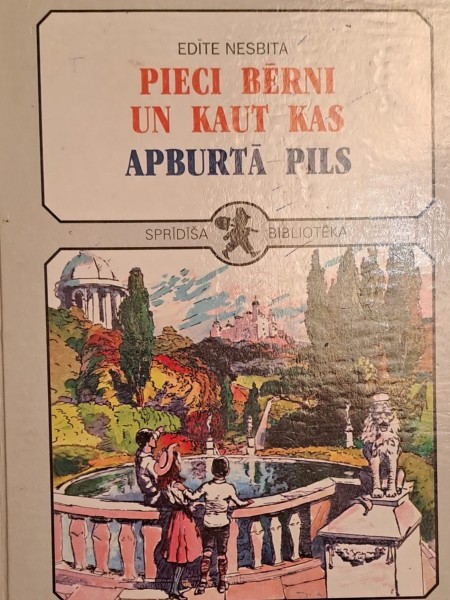 EDĪTE NESBITA
PIECI BĒRNI
UN KAUT KAS
APBURTĀ PILS
SPRĪDĪŠA BIBLIOTĒKA